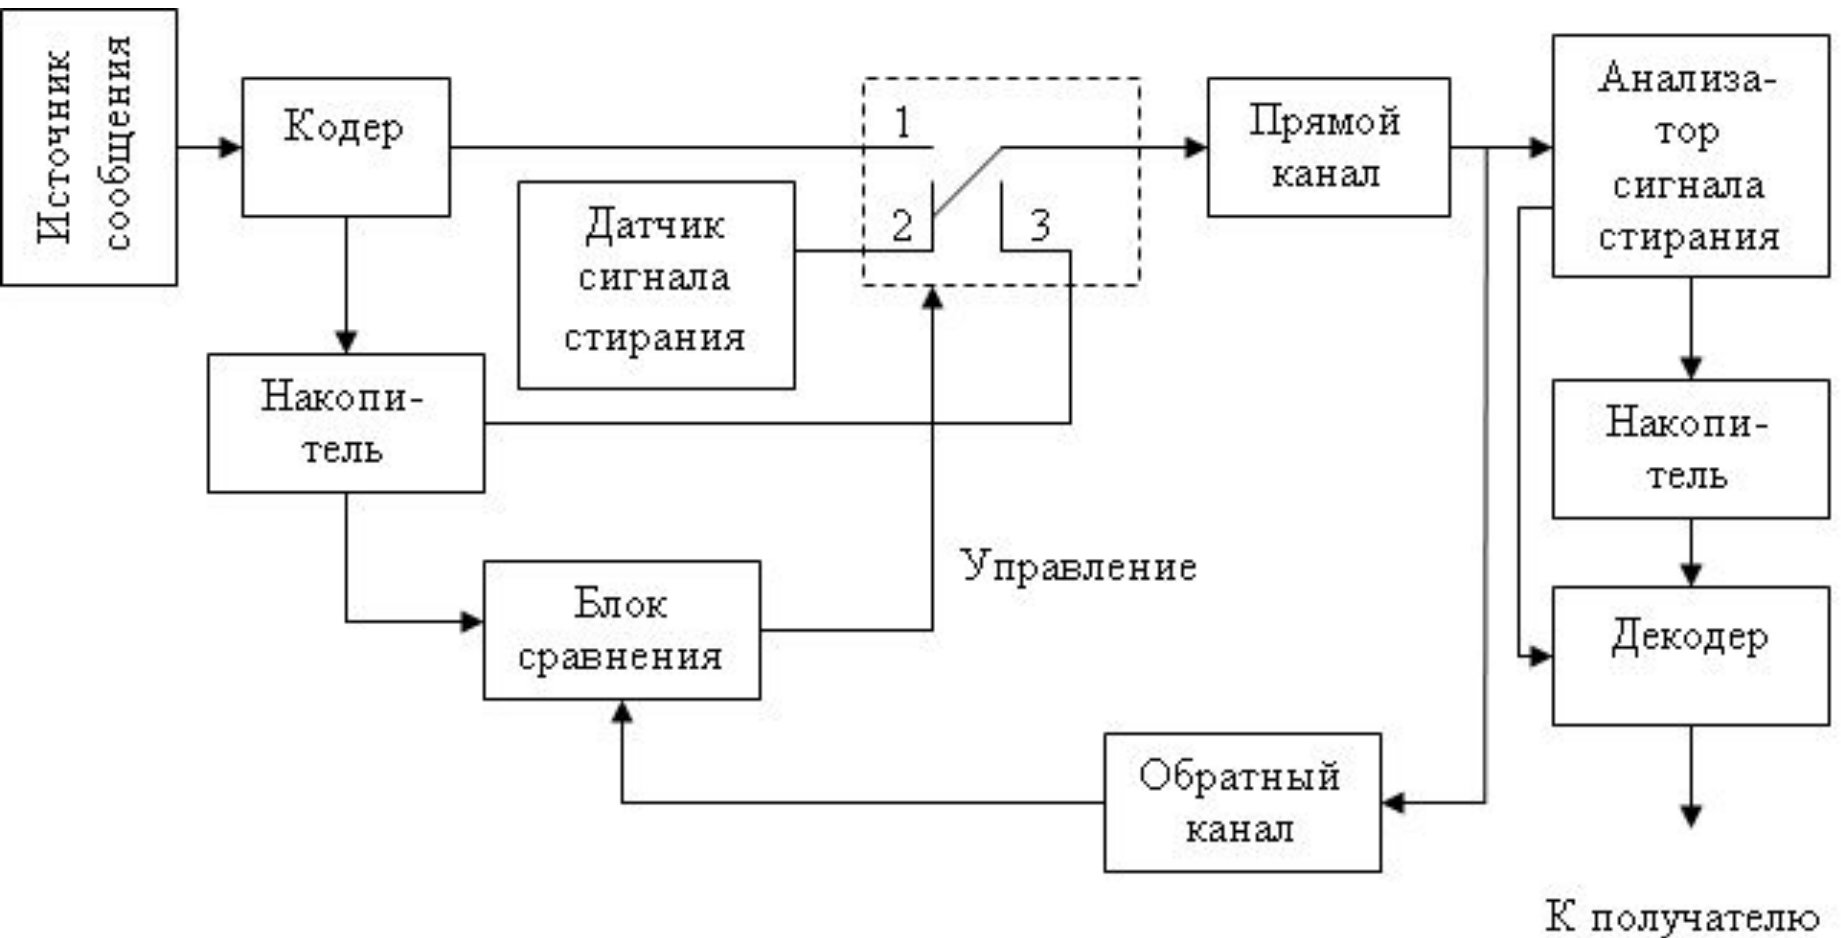 Источник
сообщения
Кодер
1
2
3
Датчик
сигнала
стирания
Прямой
канал
Анализа-
тор
сигнала
стирания
Накопи-
тель
Накопи-
тель
Блок
сравнения
Управление
Декодер
Обратный
канал
К получателю